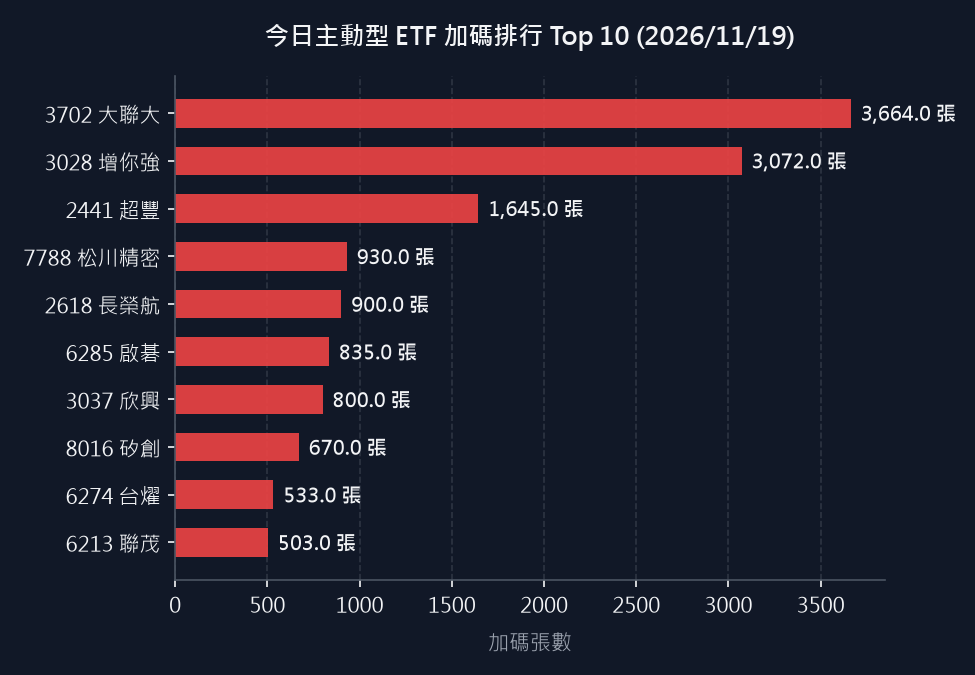 今日主動型 ETF 加碼排行 Top 10 (2026/11/19)
3702 大聯大 3,664.0 張
3028 增你強 3,072.0 張
2441 超豐 1,645.0 張
7788 松川精密 930.0 張
2618 長榮航 900.0 張
6285 啟碁 835.0 張
3037 欣興 800.0 張
8016 矽創 670.0 張
6274 台燿 533.0 張
6213 聯茂 503.0 張
0 500 1000 1500 2000 2500 3000 3500
加碼張數